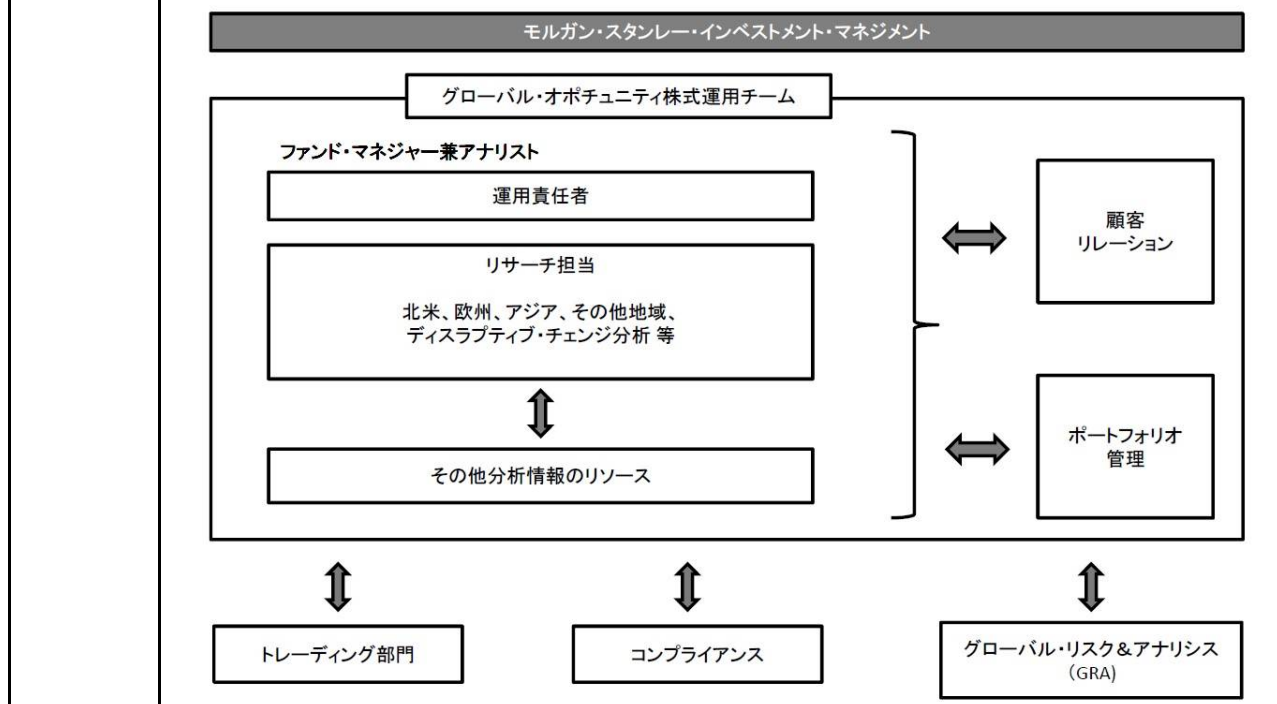 モルガン・スタンレー・インベストメント・マネジメント
グローバル・オポチュニティ株式運用チーム
ファンド・マネジャー兼アナリスト
運用責任者
リサーチ担当
北米、欧州、アジア、その他地域、
ディスラプティブ・チェンジ分析 等
その他分析情報のリソース
顧客
リレーション
ポートフォリオ
管理
トレーディング部門
コンプライアンス
グローバル・リスク＆アナリシス
（GRA)